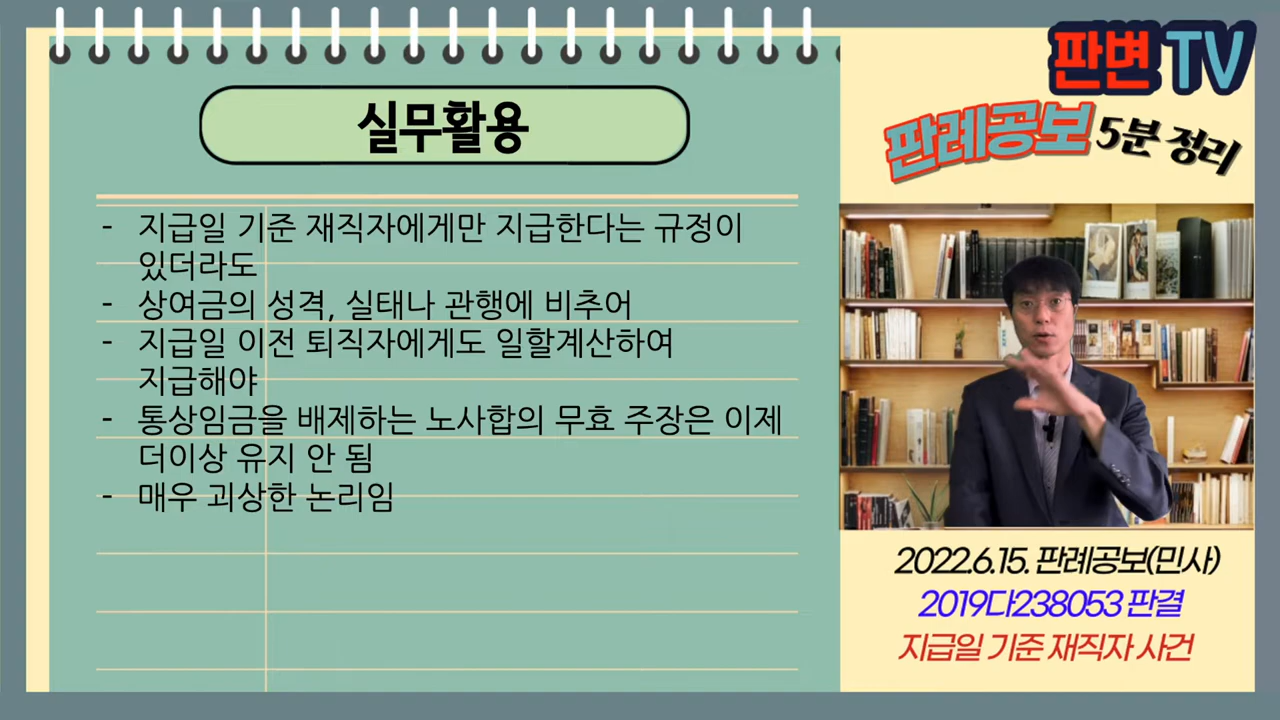 실무활용
- 지급일 기준 재직자에게만 지급한다는 규정이
있더라도
- 상여금의 성격, 실태나 관행에 비추어
- 지급일 이전 퇴직자에게도 일할계산하여
지급해야
- 통상임금을 배제하는 노사합의 무효 주장은 이제
더이상 유지 안 됨
- 매우 괴상한 논리임
판변 TV
판례공보 5분 정리
2022.6.15. 판례공보(민사)
2019다238053 판결
지급일 기준 재직자 사건